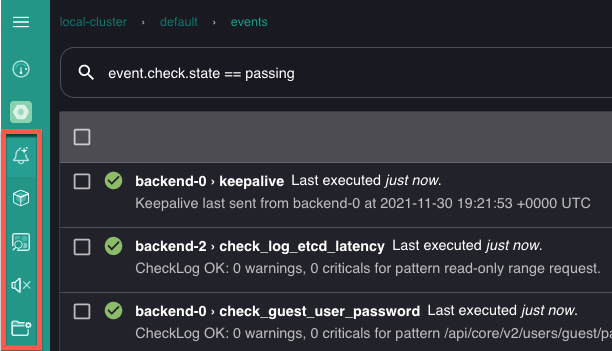 local-cluster › default › events
event.check.state == passing
backend-0 › keepalive Last executed just now.
Keepalive last sent from backend-0 at 2021-11-30 19:21:53 +0000 UTC
backend-2 › check_log_etcd_latency Last executed just now.
CheckLog OK: 0 warnings, 0 criticals for pattern read-only range request.
backend-0 › check_guest_user_password Last executed just now.
CheckLog OK: 0 warnings, 0 criticals for pattern /api/core/v2/users/guest/pa